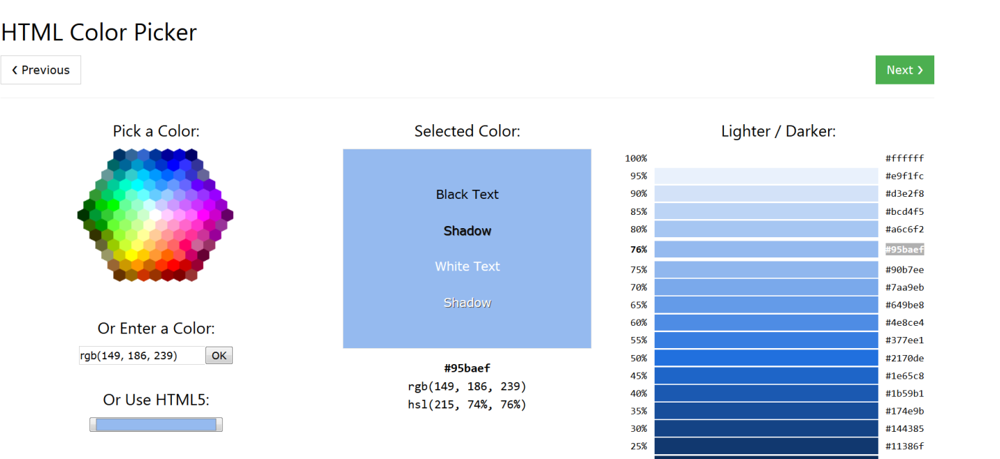 HTML Color Picker
❮ Previous
Next ❯
Pick a Color:
Or Enter a Color:
rgb(149, 186, 239) OK
Or Use HTML5:
Selected Color:
Black Text
Shadow
White Text
Shadow
#95baef
rgb(149, 186, 239)
hsl(215, 74%, 76%)
Lighter / Darker:
100% #ffffff
95% #e9f1fc
90% #d3e2f8
85% #bcd4f5
80% #a6c6f2
76% #95baef
75% #90b7ee
70% #7aa9eb
65% #649be8
60% #4e8ce4
55% #377ee1
50% #2170de
45% #1e65c8
40% #1b59b1
35% #174e9b
30% #144385
25% #11386f